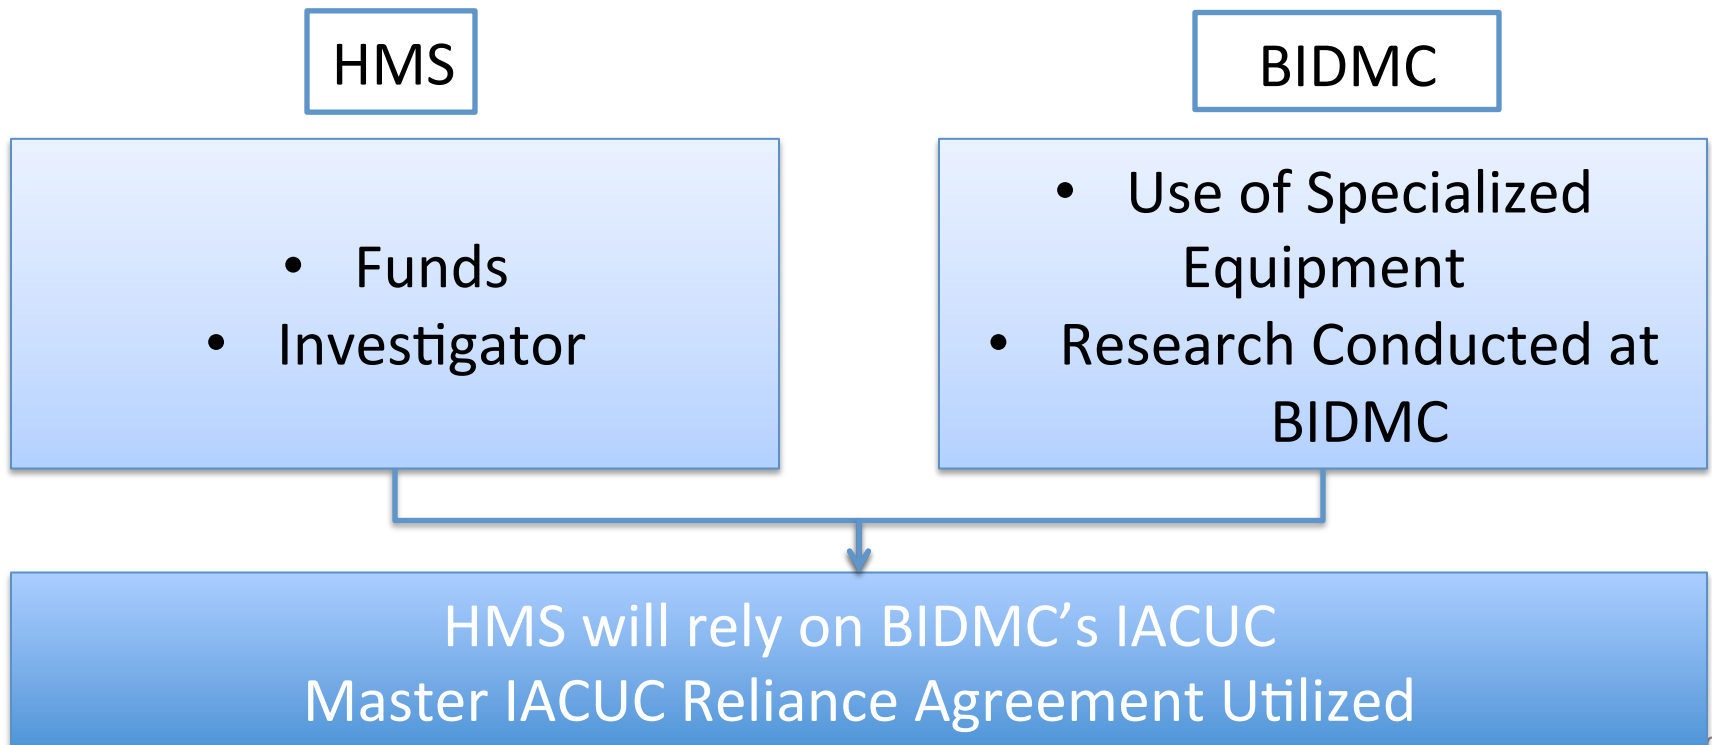 HMS
BIDMC
• Funds
• Investigator
• Use of Specialized
Equipment
• Research Conducted at
BIDMC
HMS will rely on BIDMC’s IACUC
Master IACUC Reliance Agreement Utilized